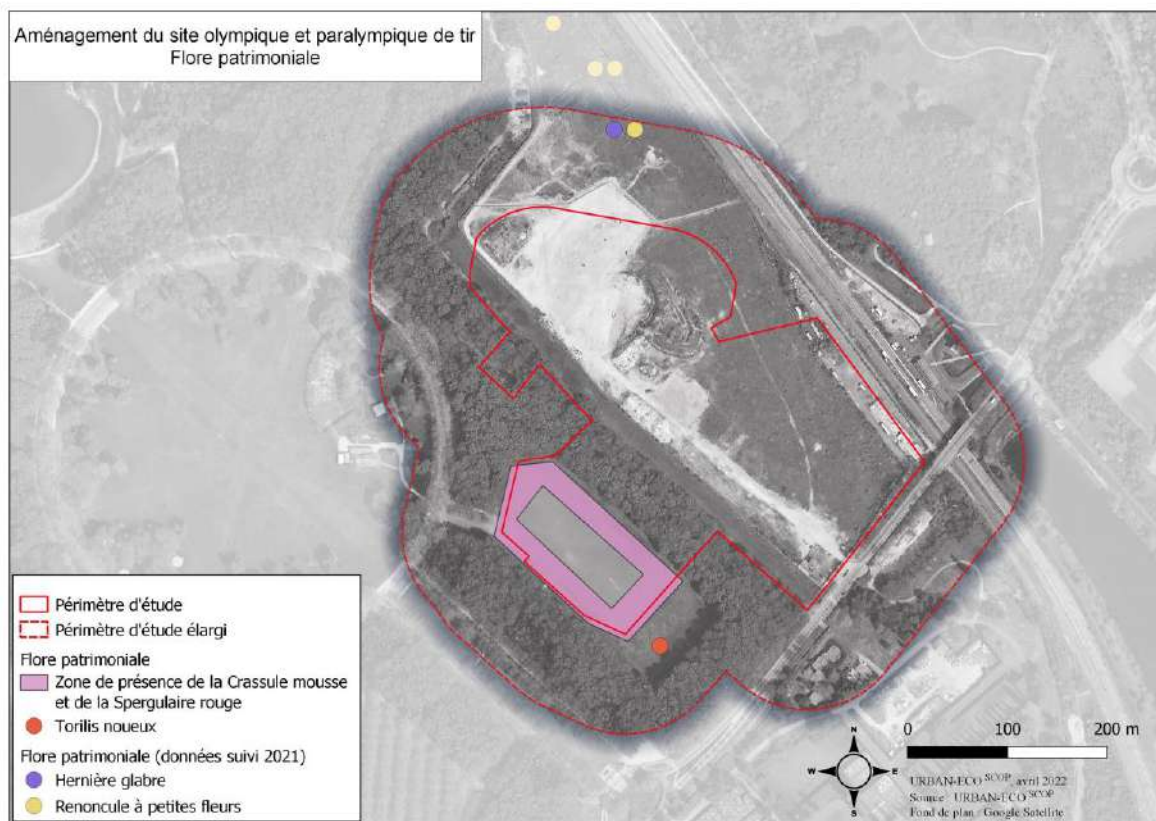 Aménagement du site olympique et paralympique de tir
Flore patrimoniale
Périmètre d'étude
Périmètre d'étude élargi
Flore patrimoniale
Zone de présence de la Crassule mousse
et de la Spergulaire rouge
Torilis noueux
Flore patrimoniale (données suivi 2021)
Hernière glabre
Renoncule à petites fleurs
N
W
E
S
0 100 200 m
URBAN-ECO SCOP, avril 2022
Source : URBAN-ECO SCOP
Fond de plan : Google Satellite